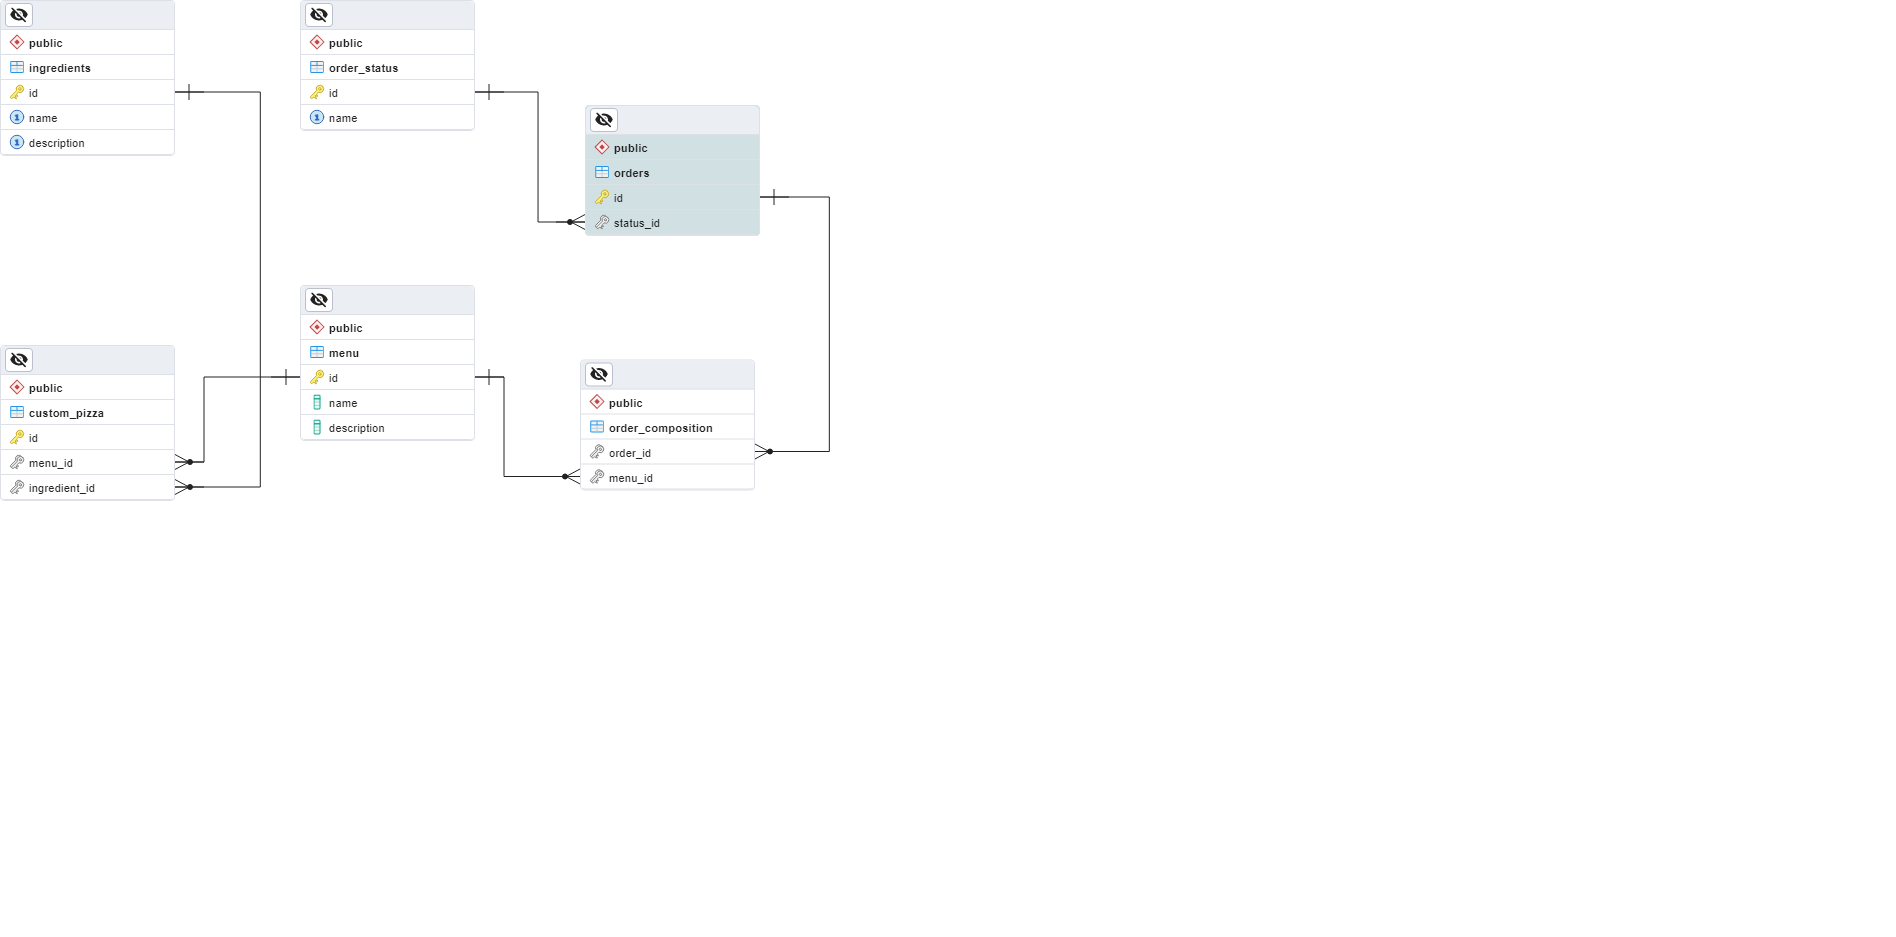 public
ingredients
id
name
description
public
order_status
id
name
public
orders
id
status_id
public
custom_pizza
id
menu_id
ingredient_id
public
menu
id
name
description
public
order_composition
order_id
menu_id